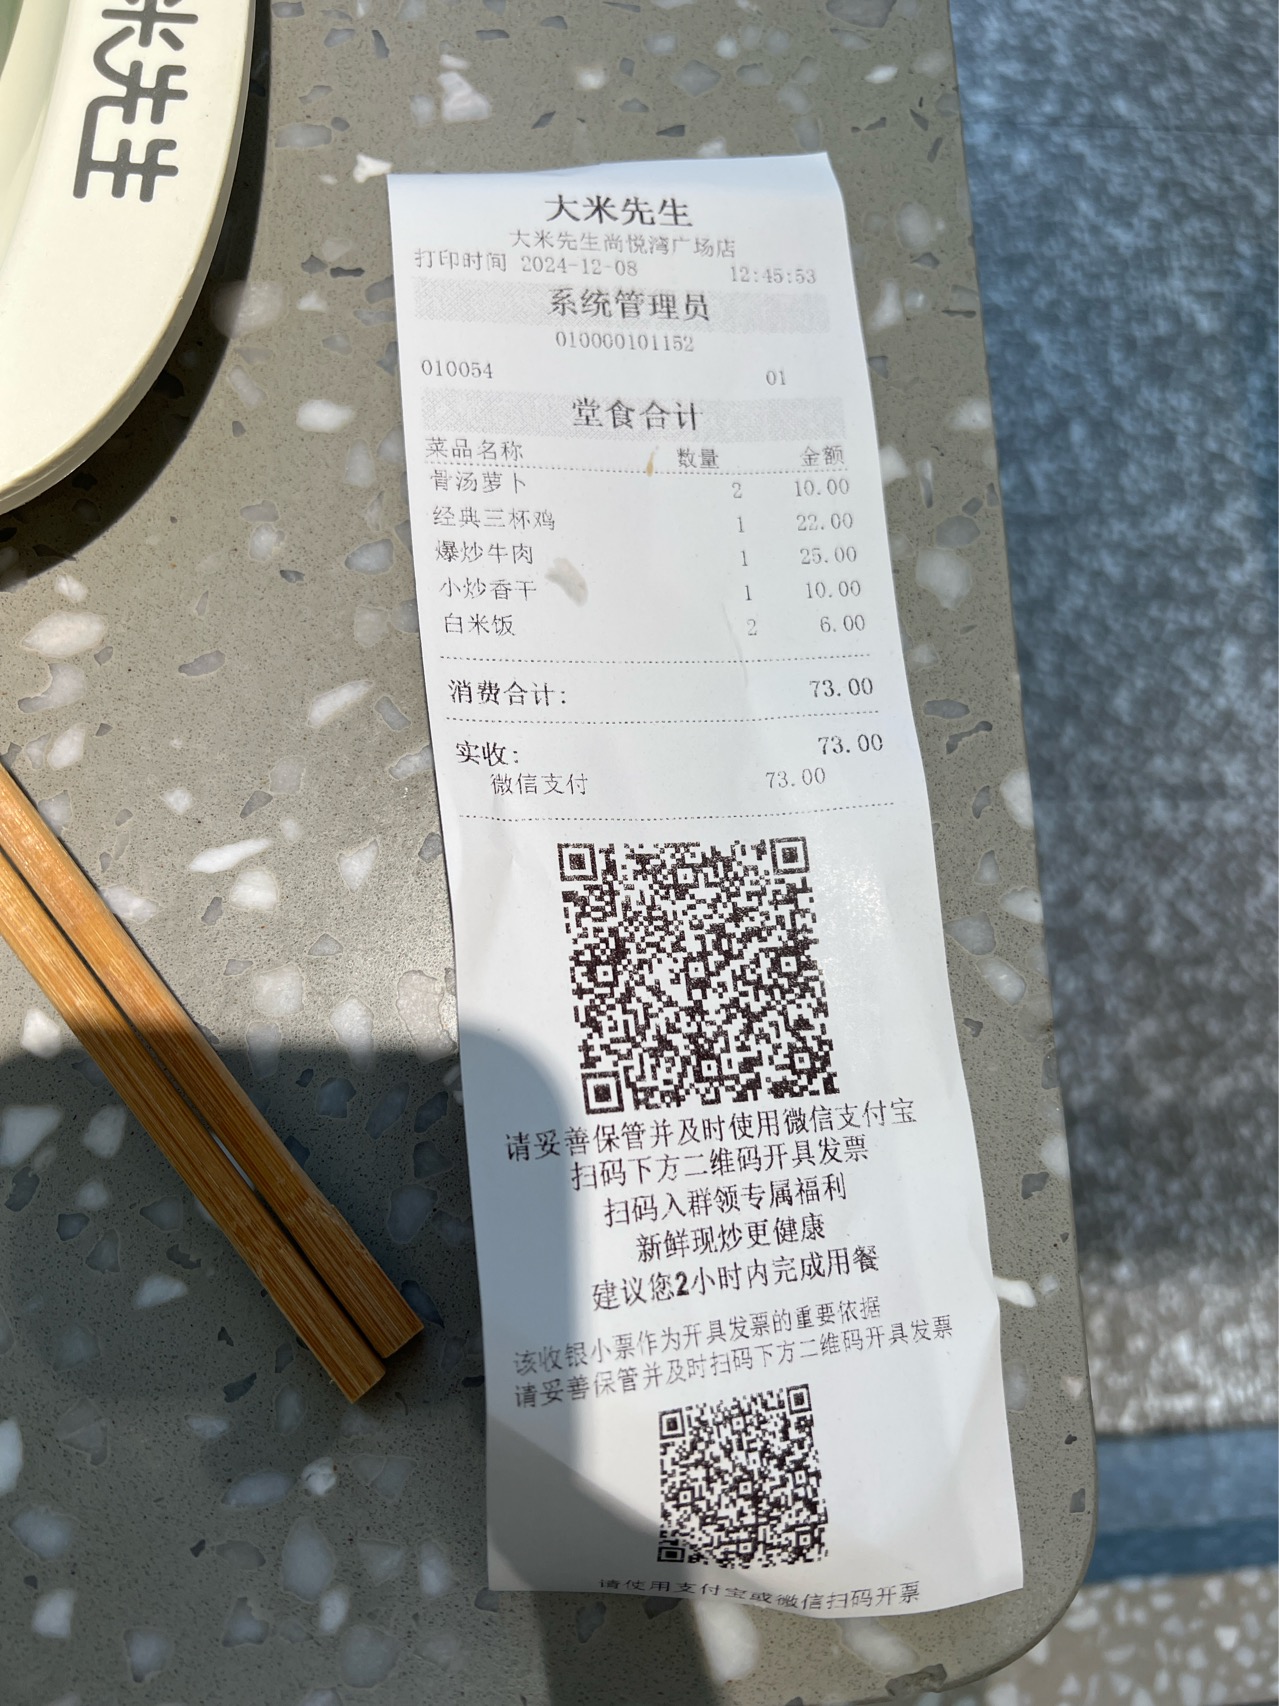 米先生
大米先生
大米先生尚悦湾广场店
打印时间 2024-12-08 12:45:53
系统管理员
010000101152
010054 01
堂食合计
菜品名称 数量 金额
骨汤萝卜 2 10.00
经典三杯鸡 1 22.00
爆炒牛肉 1 25.00
小炒香干 1 10.00
白米饭 2 6.00
消费合计: 73.00
实收: 73.00
微信支付 73.00
请妥善保管并及时使用微信支付宝
扫码下方二维码开具发票
扫码入群领专属福利
新鲜现炒更健康
建议您2小时内完成用餐
该收银小票作为开具发票的重要依据
请妥善保管并及时扫码下方二维码开具发票
请使用支付宝或微信扫码开票